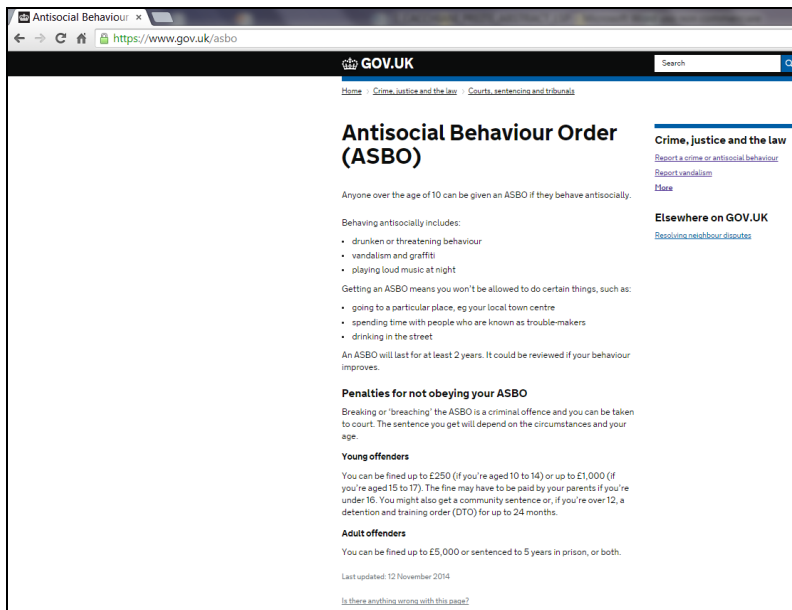 Antisocial Behaviour
https://www.gov.uk/asbo
GOV.UK
Search
Home > Crime, justice and the law > Courts, sentencing and tribunals
Antisocial Behaviour Order
(ASBO)
Anyone over the age of 10 can be given an ASBO if they behave antisocially.
Behaving antisocially includes:
• drunken or threatening behaviour
• vandalism and graffiti
• playing loud music at night
Getting an ASBO means you won't be allowed to do certain things, such as:
• going to a particular place, eg your local town centre
• spending time with people who are known as trouble-makers
• drinking in the street
An ASBO will last for at least 2 years. It could be reviewed if your behaviour
improves.
Penalties for not obeying your ASBO
Breaking or 'breaching' the ASBO is a criminal offence and you can be taken
to court. The sentence you get will depend on the circumstances and your
age.
Young offenders
You can be fined up to £250 (if you're aged 10 to 14) or up to £1,000 (if
you're aged 15 to 17). The fine may have to be paid by your parents if you're
under 16. You might also get a community sentence or, if you're over 12, a
detention and training order (DTO) for up to 24 months.
Adult offenders
You can be fined up to £5,000 or sentenced to 5 years in prison, or both.
Last updated: 12 November 2014
Is there anything wrong with this page?
Crime, justice and the law
Report a crime or antisocial behaviour
Report vandalism
More
Elsewhere on GOV.UK
Resolving neighbour disputes